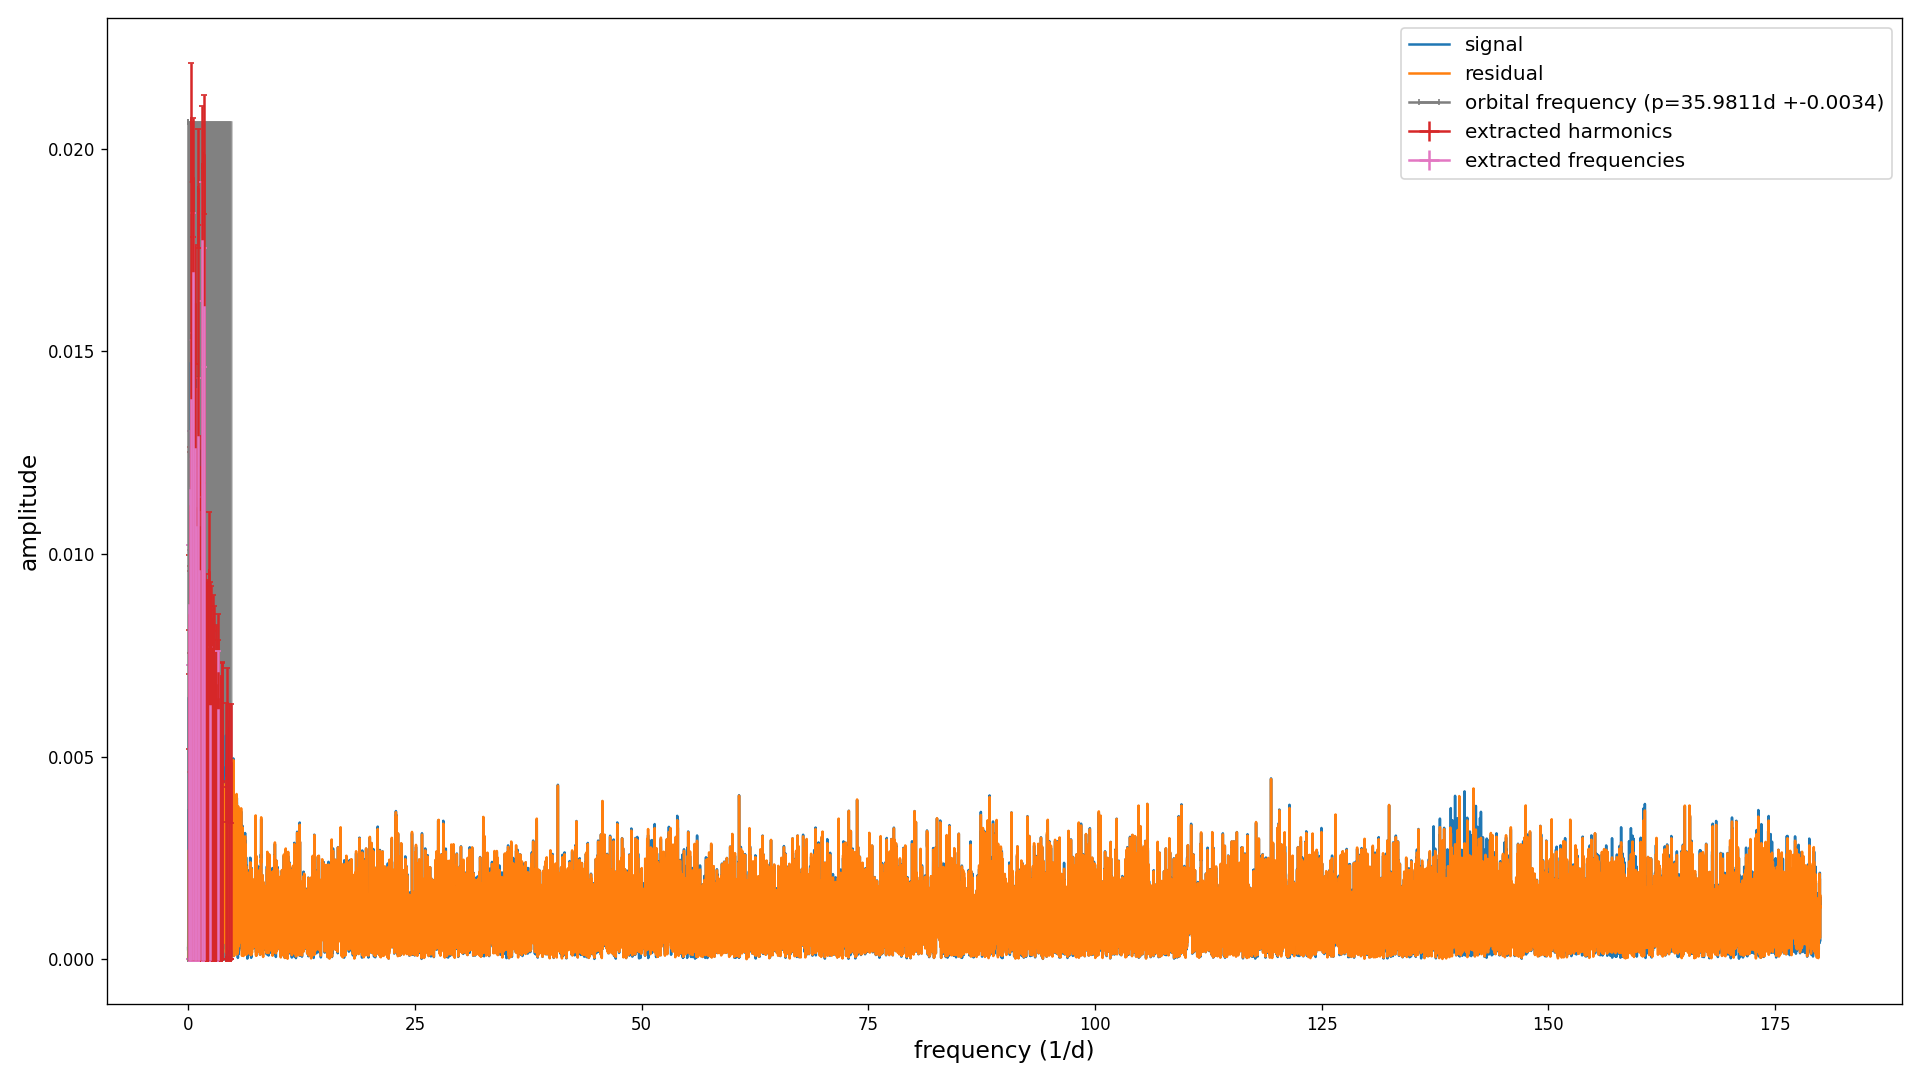 signal
residual
orbital frequency (p=35.9811d +-0.0034)
extracted harmonics
extracted frequencies
amplitude
0.020
0.015
0.010
0.005
0.000
0 25 50 75 100 125 150 175
frequency (1/d)